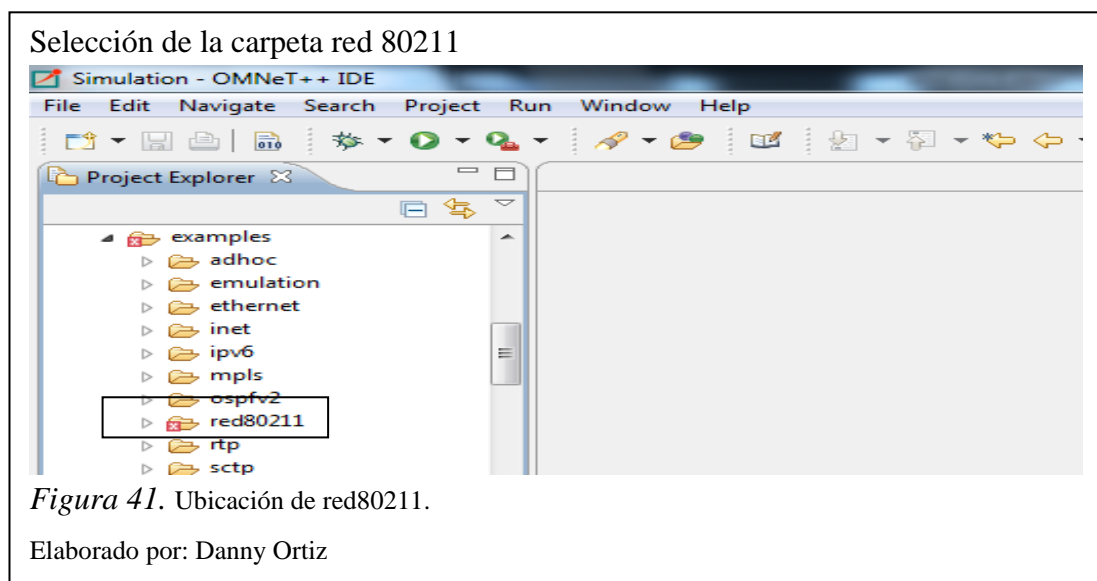 Selección de la carpeta red 80211
Simulation - OMNeT++ IDE
File Edit Navigate Search Project Run Window Help
010
Project Explorer
examples
adhoc
emulation
ethernet
inet
ipv6
mpls
ospfv2
red80211
rtp
sctp
Figura 41. Ubicación de red80211.
Elaborado por: Danny Ortiz